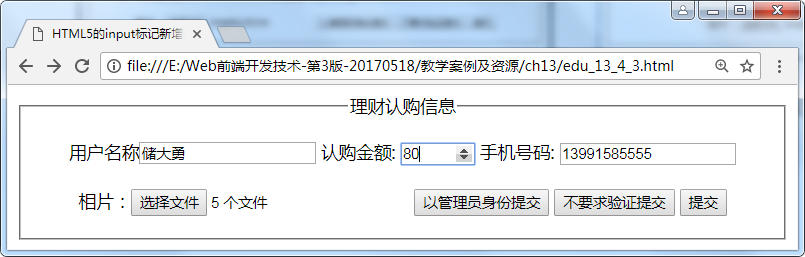 HTML5的input标记新增
file:///E:/Web前端开发技术-第3版-20170518/教学案例及资源/ch13/edu_13_4_3.html
理财认购信息
用户名称 储大勇 认购金额: 80 手机号码: 13991585555
相片： 选择文件 5 个文件 以管理员身份提交 不要求验证提交 提交